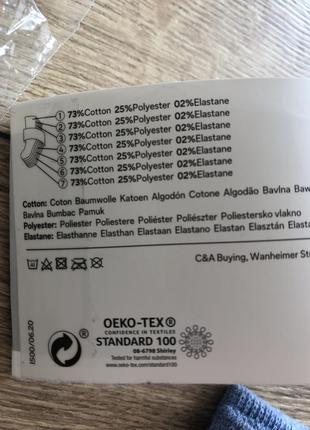 ① 73%Cotton 25%Polyester 02%Elastane
② 73%Cotton 25%Polyester 02%Elastane
③ 73%Cotton 25%Polyester 02%Elastane
④ 73%Cotton 25%Polyester 02%Elastane
⑤ 73%Cotton 25%Polyester 02%Elastane
⑥ 73%Cotton 25%Polyester 02%Elastane
⑦ 73%Cotton 25%Polyester 02%Elastane
Cotton: Coton Baumwolle Katoen Algodón Cotone Algodão Bavlna Baw
Bavlna Bumbac Pamuk
Polyester: Poliester Poliestere Poliéster Poliészter Poliestersko vlakno
Elastane: Elasthanne Elasthan Elastaan Elastano Elastan Elasztán Elasta
C&A Buying, Wanheimer Str
OEKO-TEX®
CONFIDENCE IN TEXTILES
STANDARD 100
08-6798 Shirley
Tested for harmful substances
www.oeko-tex.com/standard100
1500/06.20